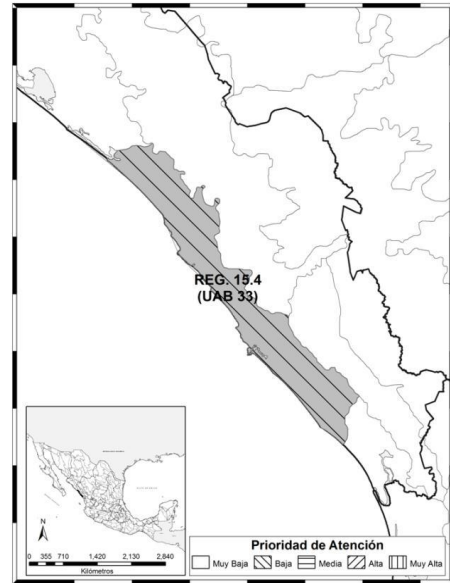 REG. 15.4
(UAB 33)
N
0 355 710 1,420 2,130 2,840
Kilómetros
Prioridad de Atención
Muy Baja Baja Media Alta Muy Alta